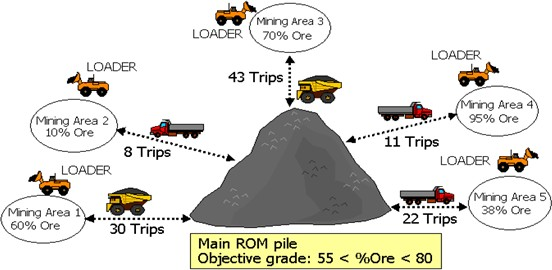 LOADER
Mining Area 3
70% Ore
43 Trips
LOADER
Mining Area 2
10% Ore
8 Trips
LOADER
Mining Area 4
95% Ore
11 Trips
LOADER
Mining Area 1
60% Ore
30 Trips
LOADER
Mining Area 5
38% Ore
22 Trips
Main ROM pile
Objective grade: 55 < %Ore < 80